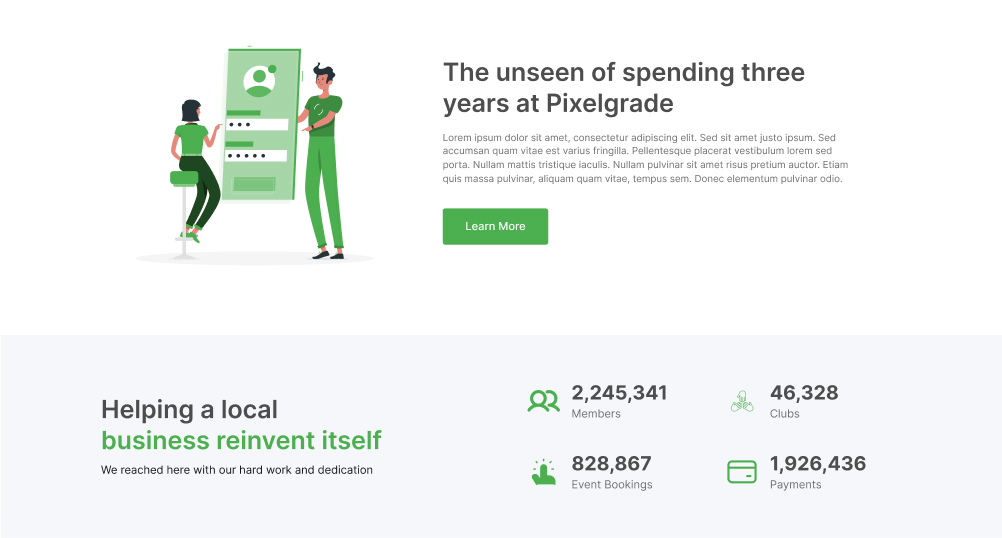 The unseen of spending three
years at Pixelgrade
Lorem ipsum dolor sit amet, consectetur adipiscing elit. Sed sit amet justo ipsum. Sed
accumsan quam vitae est varius fringilla. Pellentesque placerat vestibulum lorem sed
porta. Nullam mattis tristique iaculis. Nullam pulvinar sit amet risus pretium auctor. Etiam
quis massa pulvinar, aliquam quam vitae, tempus sem. Donec elementum pulvinar odio.
Learn More
Helping a local
business reinvent itself
We reached here with our hard work and dedication
2,245,341
Members
46,328
Clubs
828,867
Event Bookings
1,926,436
Payments